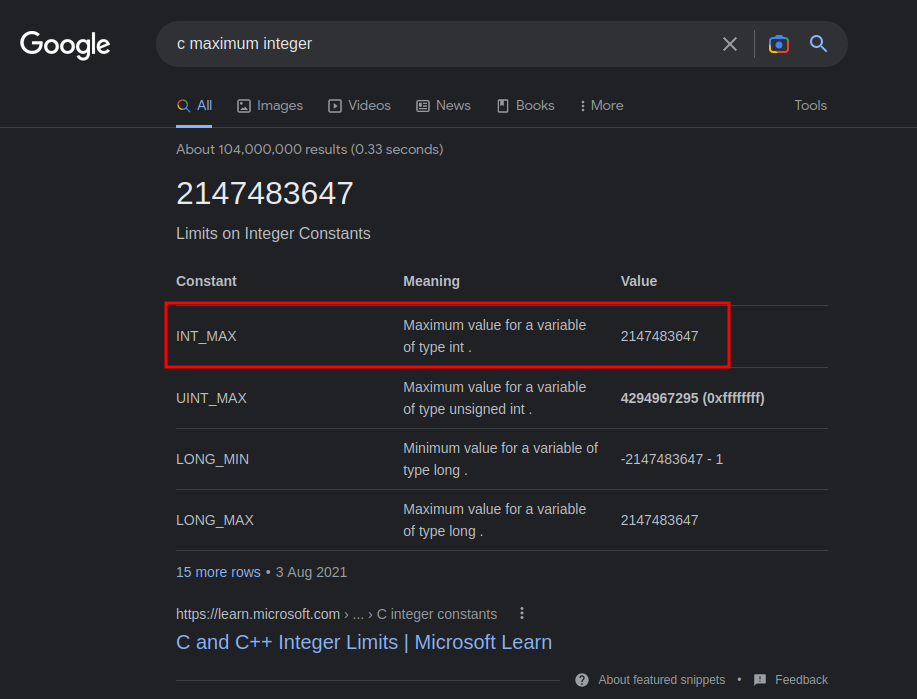 Google
c maximum integer
All Images Videos News Books More Tools
About 104,000,000 results (0.33 seconds)
2147483647
Limits on Integer Constants
Constant Meaning Value
INT_MAX Maximum value for a variable of type int . 2147483647
UINT_MAX Maximum value for a variable of type unsigned int . 4294967295 (0xffffffff)
LONG_MIN Minimum value for a variable of type long . -2147483647 - 1
LONG_MAX Maximum value for a variable of type long . 2147483647
15 more rows • 3 Aug 2021
https://learn.microsoft.com › ... › C integer constants
C and C++ Integer Limits | Microsoft Learn
About featured snippets • Feedback